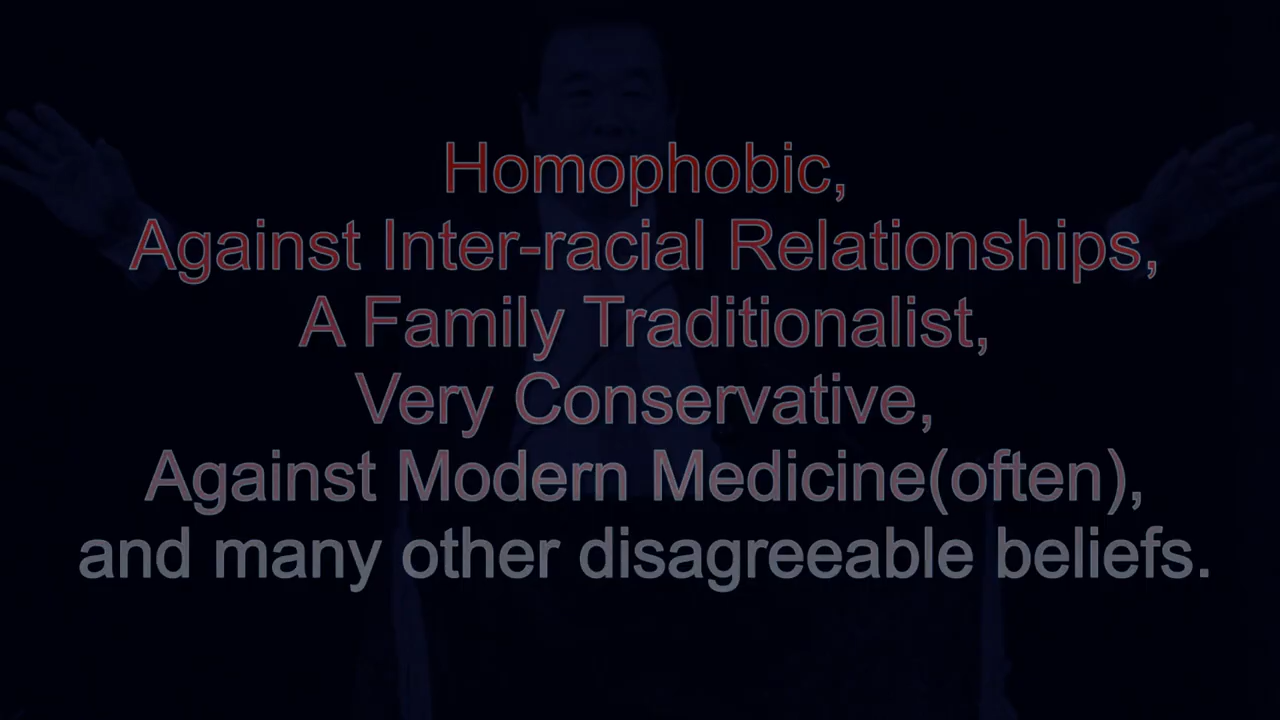 Homophobic,
Against Inter-racial Relationships,
A Family Traditionalist,
Very Conservative,
Against Modern Medicine(often),
and many other disagreeable beliefs.